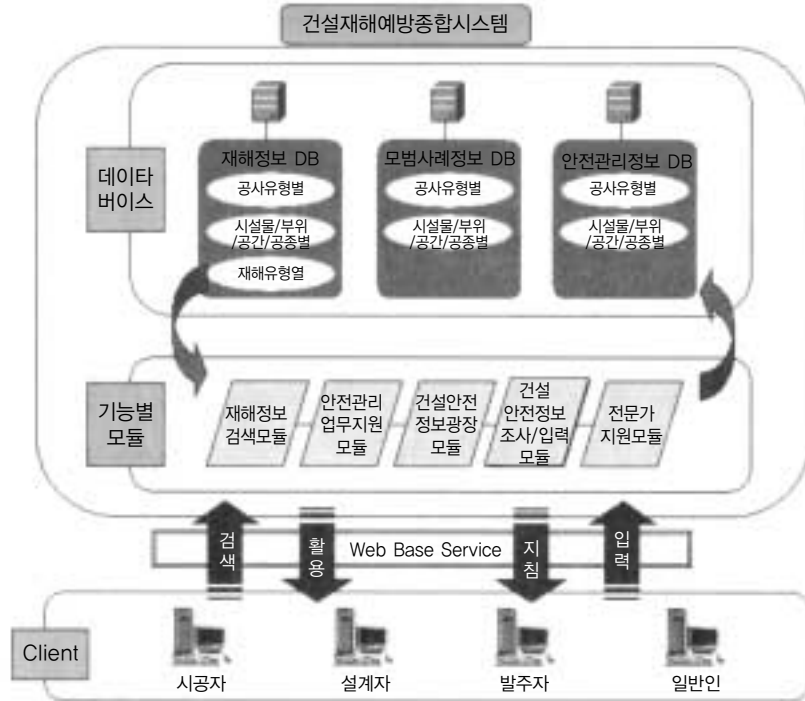 건설재해예방종합시스템
데이타
버이스
재해정보 DB
공사유형별
시설물/부위
/공간/공종별
재해유형열
모범사례정보 DB
공사유형별
시설물/부위
/공간/공종별
안전관리정보 DB
공사유형별
시설물/부위
/공간/공종별
기능별
모듈
재해정보
검색모듈
안전관리
업무지원
모듈
건설안전
정보광장
모듈
건설
안전정보
조사/입력
모듈
전문가
지원모듈
검색
활용
Web Base Service
지침
입력
Client
시공자
설계자
발주자
일반인